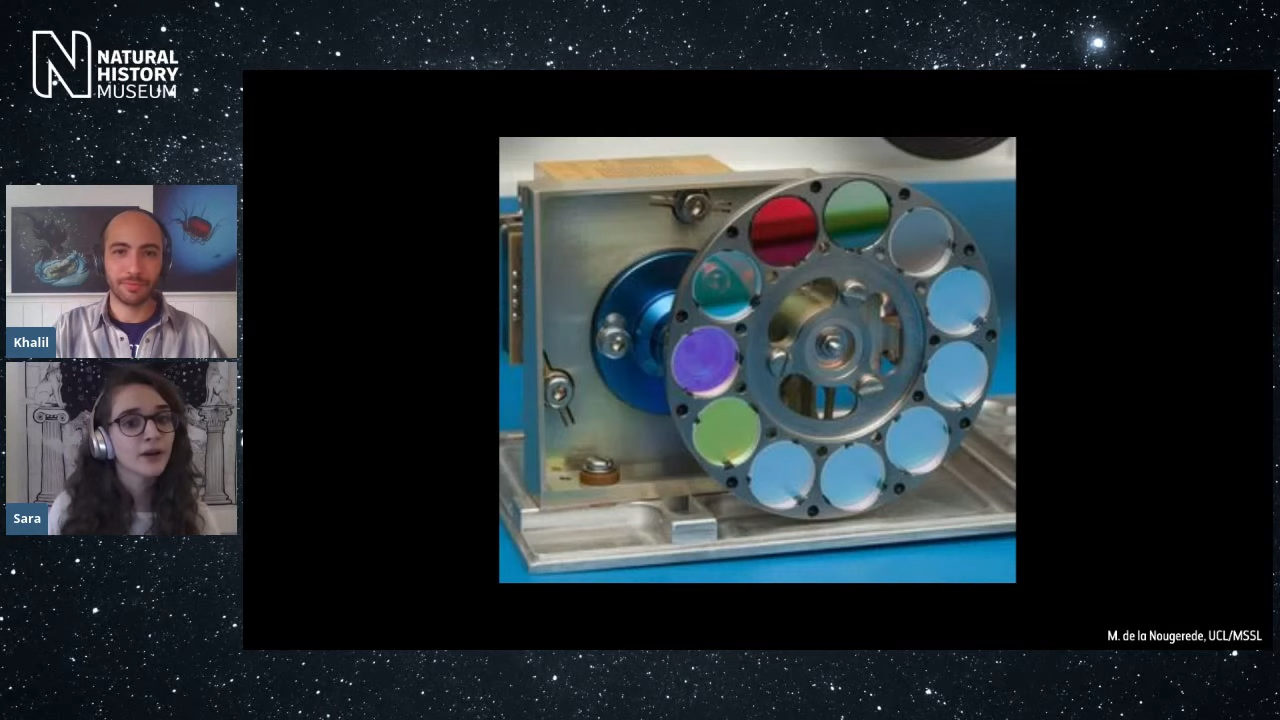 NATURAL
HISTORY
MUSEUM
Khalil
Sara
M. de la Nougerede, UCL/MSSL